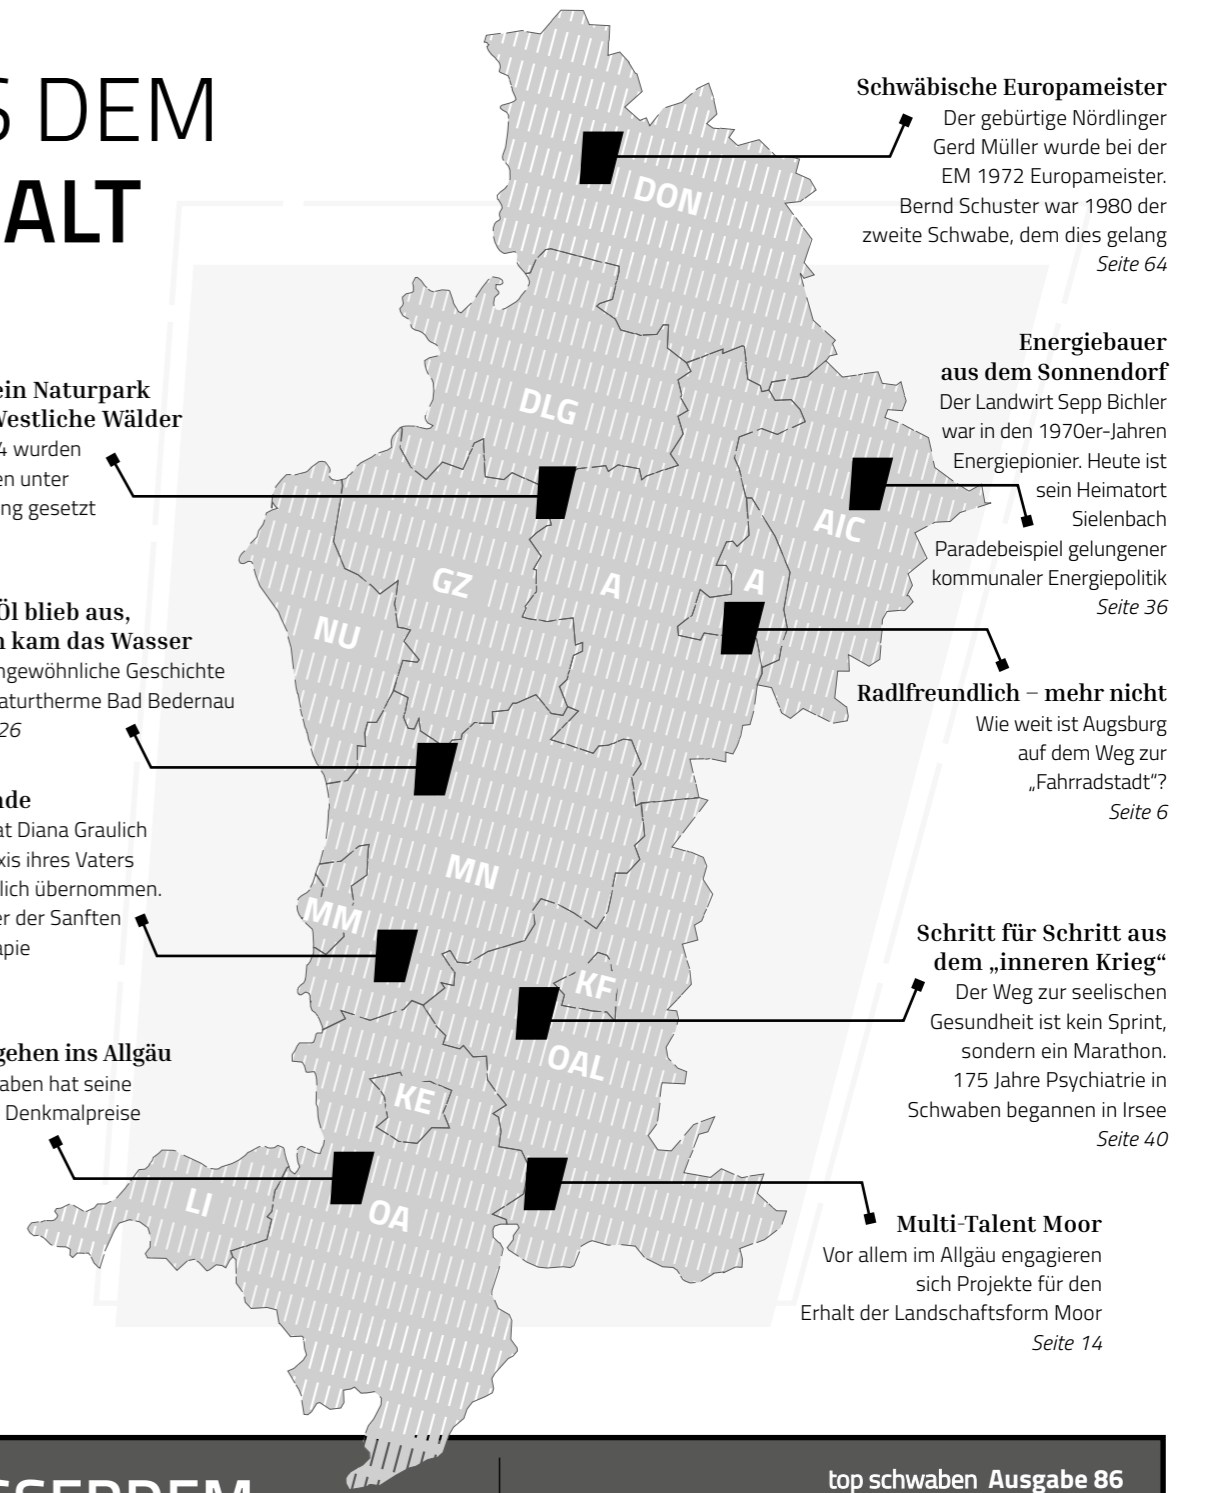 S DEM
ALT
ein Naturpark
Westliche Wälder
4 wurden
en unter
ng gesetzt
Öl blieb aus,
n kam das Wasser
ngewöhnliche Geschichte
aturtherme Bad Bedernau
26
nde
at Diana Graulich
xis ihres Vaters
lich übernommen.
er der Sanften
apie
gehen ins Allgäu
aben hat seine
Denkmalpreise
DON
DLG
AIC
A
A
GZ
NU
MN
MM
KF
OAL
KE
LI
OA
Schwäbische Europameister
Der gebürtige Nördlinger
Gerd Müller wurde bei der
EM 1972 Europameister.
Bernd Schuster war 1980 der
zweite Schwabe, dem dies gelang
Seite 64
Energiebauer
aus dem Sonnendorf
Der Landwirt Sepp Bichler
war in den 1970er-Jahren
Energiepionier. Heute ist
sein Heimatort
Sielenbach
Paradebeispiel gelungener
kommunaler Energiepolitik
Seite 36
Radlfreundlich – mehr nicht
Wie weit ist Augsburg
auf dem Weg zur
„Fahrradstadt“?
Seite 6
Schritt für Schritt aus
dem „inneren Krieg“
Der Weg zur seelischen
Gesundheit ist kein Sprint,
sondern ein Marathon.
175 Jahre Psychiatrie in
Schwaben begannen in Irsee
Seite 40
Multi-Talent Moor
Vor allem im Allgäu engagieren
sich Projekte für den
Erhalt der Landschaftsform Moor
Seite 14
SSERDEM
top schwaben Ausgabe 86